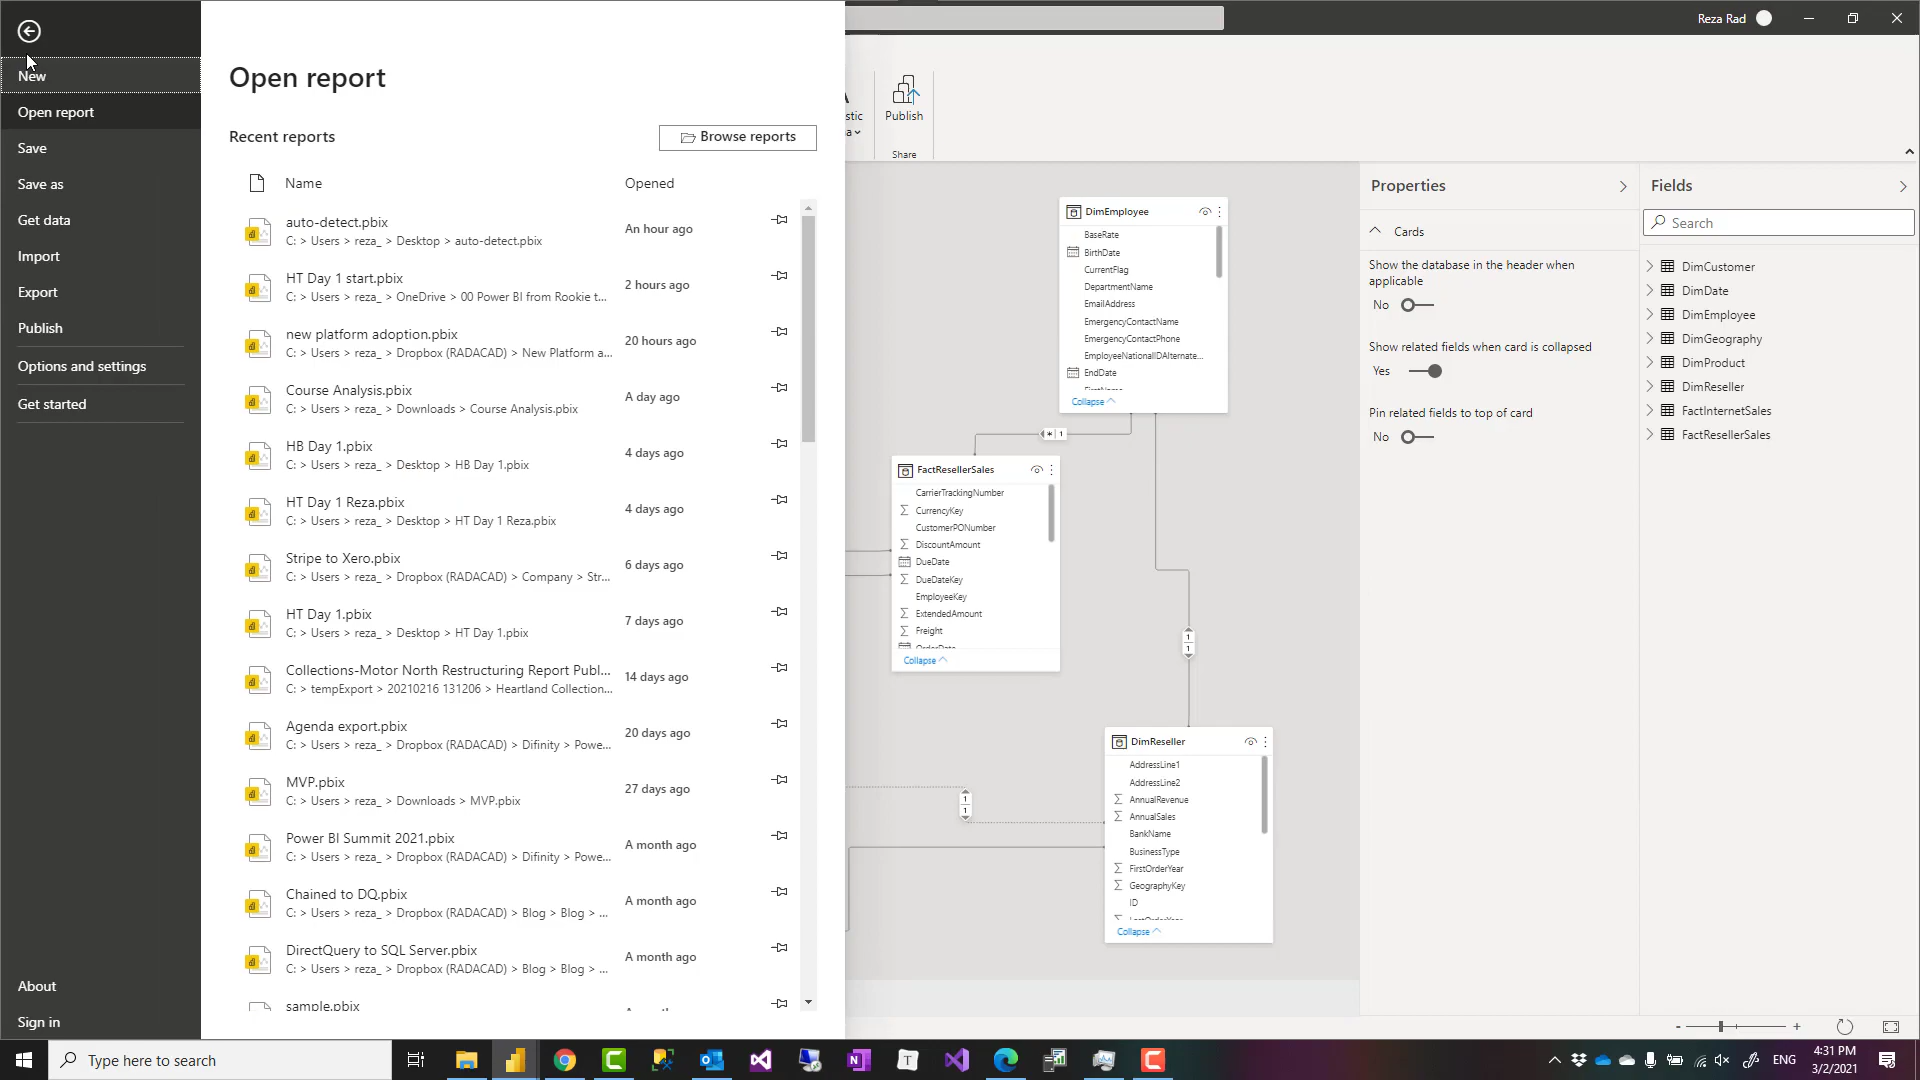 New
Open report
Save
Save as
Get data
Import
Export
Publish
Options and settings
Get started
About
Sign in
Open report
Recent reports
Browse reports
Name Opened
auto-detect.pbix
C: > Users > reza_ > Desktop > auto-detect.pbix
An hour ago
HT Day 1 start.pbix
C: > Users > reza_ > OneDrive > 00 Power BI from Rookie t...
2 hours ago
new platform adoption.pbix
C: > Users > reza_ > Dropbox (RADACAD) > New Platform a...
20 hours ago
Course Analysis.pbix
C: > Users > reza_ > Downloads > Course Analysis.pbix
A day ago
HB Day 1.pbix
C: > Users > reza_ > Desktop > HB Day 1.pbix
4 days ago
HT Day 1 Reza.pbix
C: > Users > reza_ > Desktop > HT Day 1 Reza.pbix
4 days ago
Stripe to Xero.pbix
C: > Users > reza_ > Dropbox (RADACAD) > Company > Str...
6 days ago
HT Day 1.pbix
C: > Users > reza_ > Desktop > HT Day 1.pbix
7 days ago
Collections-Motor North Restructuring Report Publ...
C: > tempExport > 20210216 131206 > Heartland Collection...
14 days ago
Agenda export.pbix
C: > Users > reza_ > Dropbox (RADACAD) > Difinity > Powe...
20 days ago
MVP.pbix
C: > Users > reza_ > Downloads > MVP.pbix
27 days ago
Power BI Summit 2021.pbix
C: > Users > reza_ > Dropbox (RADACAD) > Difinity > Powe...
A month ago
Chained to DQ.pbix
C: > Users > reza_ > Dropbox (RADACAD) > Blog > Blog > ...
A month ago
DirectQuery to SQL Server.pbix
C: > Users > reza_ > Dropbox (RADACAD) > Blog > Blog > ...
A month ago
sample.pbix
Reza Rad
Publish
Share
DimEmployee
BaseRate
BirthDate
CurrentFlag
DepartmentName
EmailAddress
EmergencyContactName
EmergencyContactPhone
EmployeeNationalIDAlternate...
EndDate
FirstName
Collapse
* 1
FactResellerSales
CarrierTrackingNumber
CurrencyKey
CustomerPONumber
DiscountAmount
DueDate
DueDateKey
EmployeeKey
ExtendedAmount
Freight
OrderDate
Collapse
1
1
1
1
DimReseller
AddressLine1
AddressLine2
AnnualRevenue
AnnualSales
BankName
BusinessType
FirstOrderYear
GeographyKey
ID
LastOrderYear
Collapse
Properties
Cards
Show the database in the header when
applicable
No
Show related fields when card is collapsed
Yes
Pin related fields to top of card
No
Fields
Search
DimCustomer
DimDate
DimEmployee
DimGeography
DimProduct
DimReseller
FactInternetSales
FactResellerSales
Type here to search
ENG
4:31 PM
3/2/2021